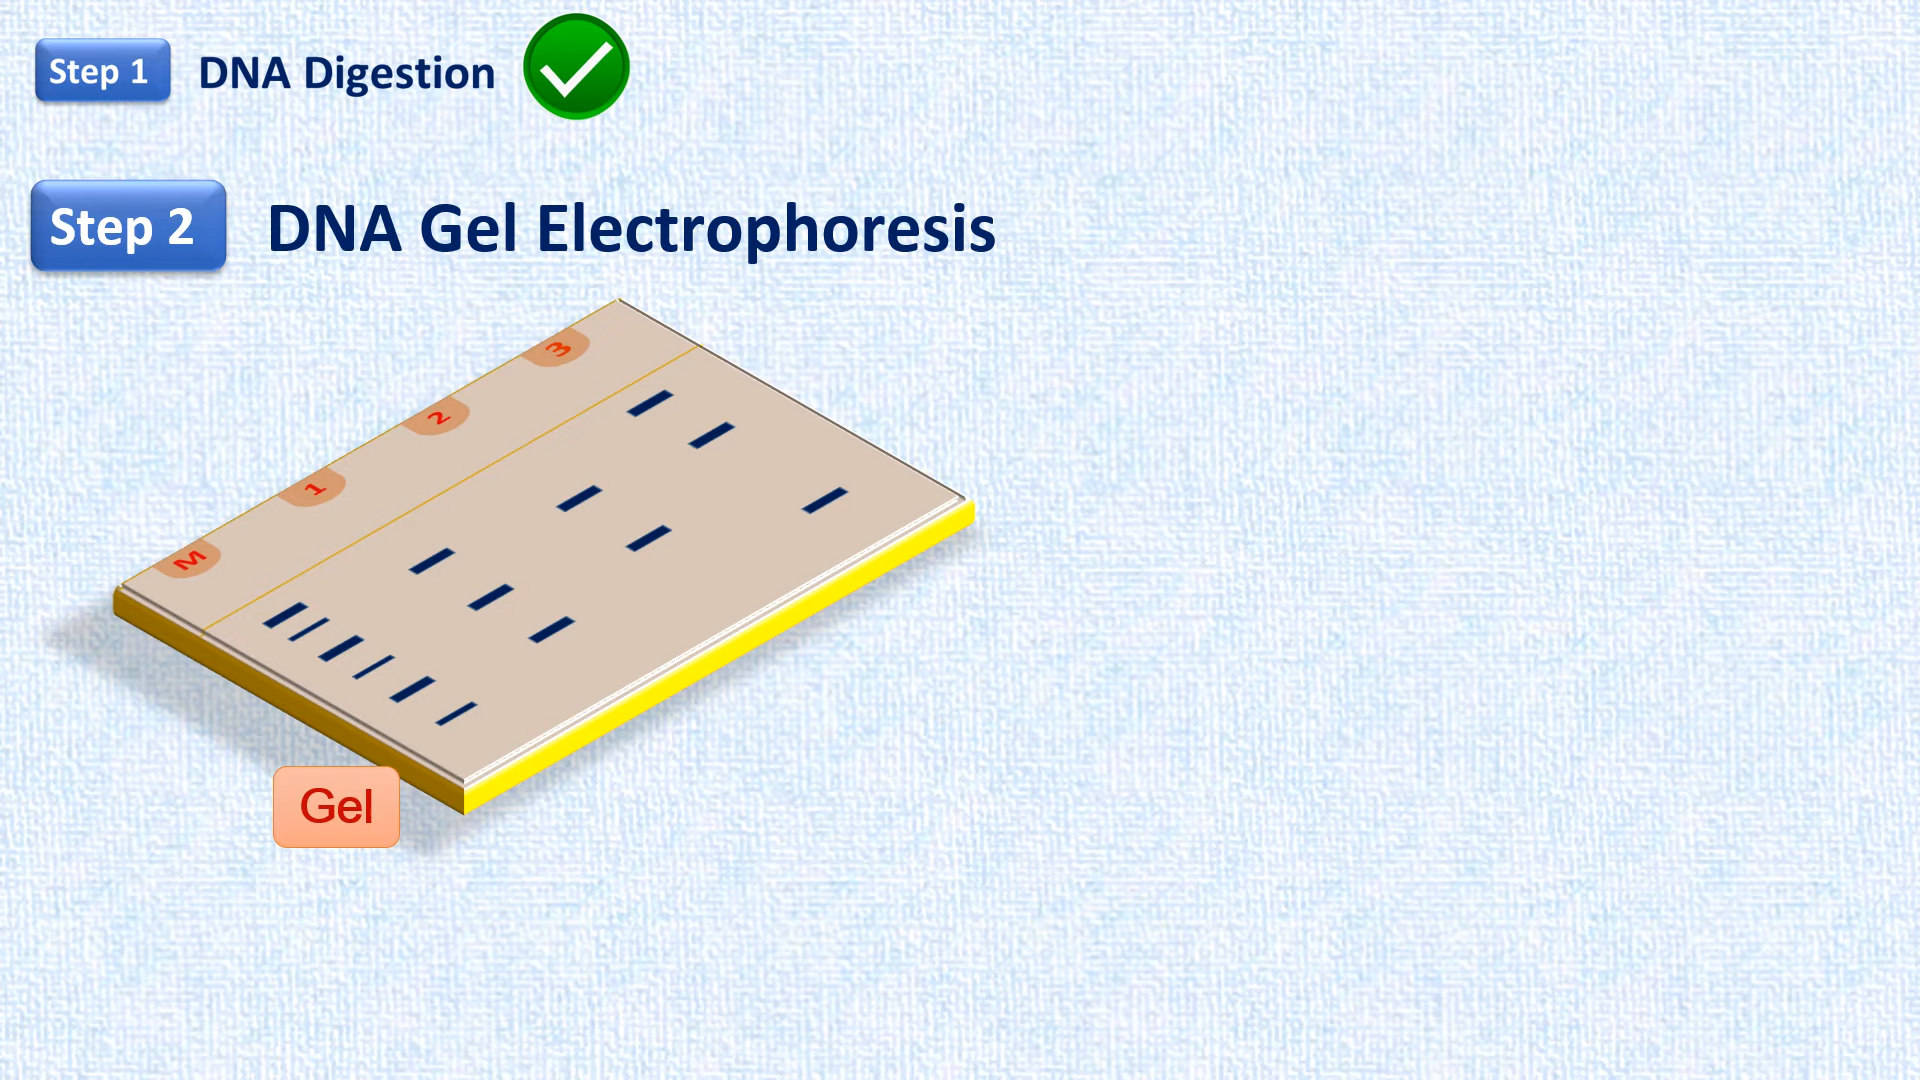 Step 1 DNA Digestion
Step 2 DNA Gel Electrophoresis
3
2
1
M
Gel